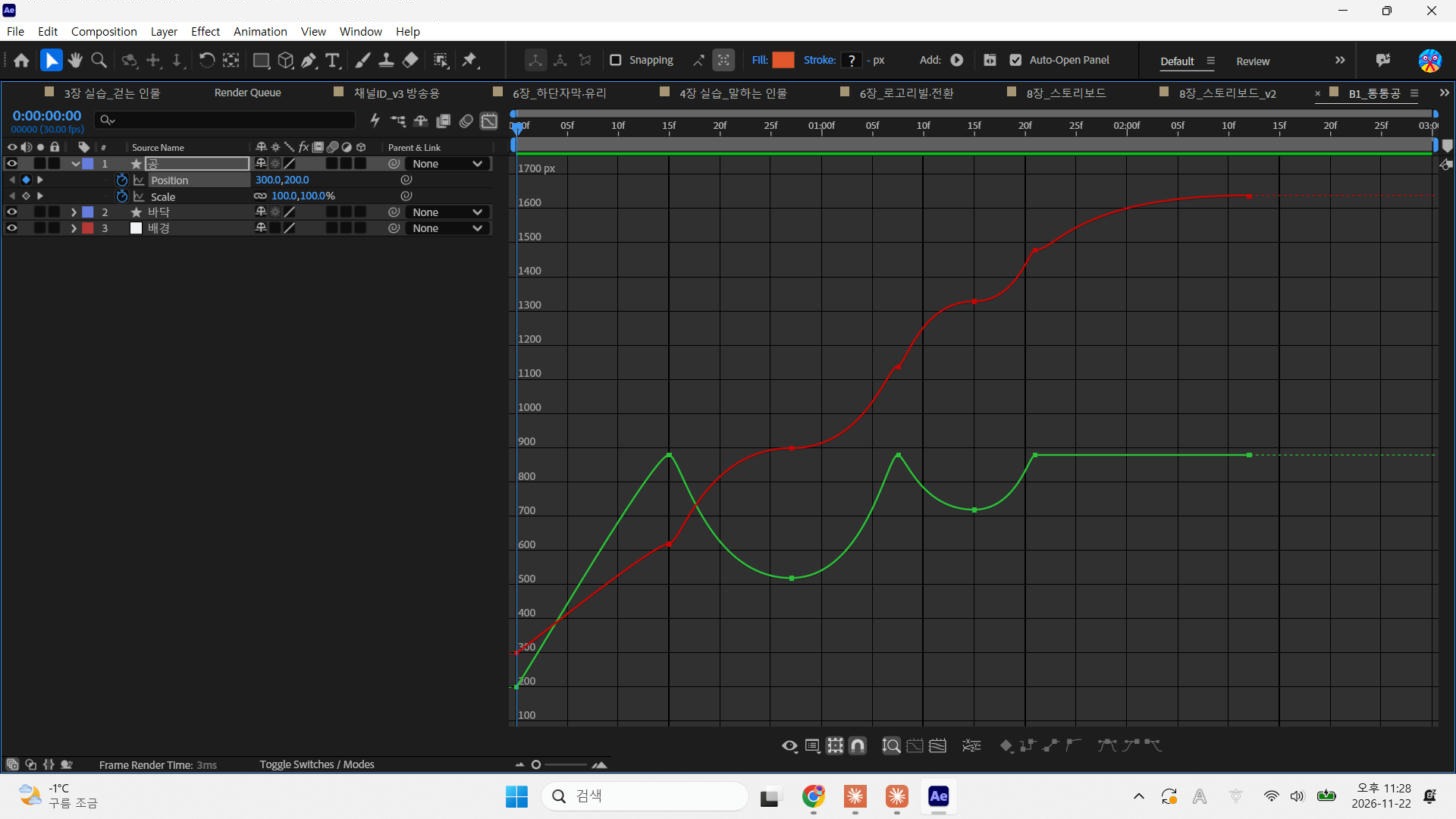 Ae
File Edit Composition Layer Effect Animation View Window Help
Snapping Fill: Stroke: ? - px Add: Auto-Open Panel Default Review
3장 실습_걷는 인물 Render Queue 채널ID_v3 방송용 6장_하단자막·유리 4장 실습_말하는 인물 6장_로고리빌·전환 8장_스토리보드 8장_스토리보드_v2 × B1_통통공
0:00:00:00
00000 (30.00 fps)
# Source Name fx Parent & Link
1 공 None
Position 300.0,200.0
Scale 100.0,100.0%
2 바닥 None
3 배경 None
05f 10f 15f 20f 25f 01:00f 05f 10f 15f 20f 25f 02:00f 05f 10f 15f 20f 25f
1700 px
1600
1500
1400
1300
1200
1100
1000
900
800
700
600
500
400
300
200
100
Frame Render Time: 3ms Toggle Switches / Modes
-1°C
구름 조금
검색
Ae
A
오후 11:28
2026-11-22